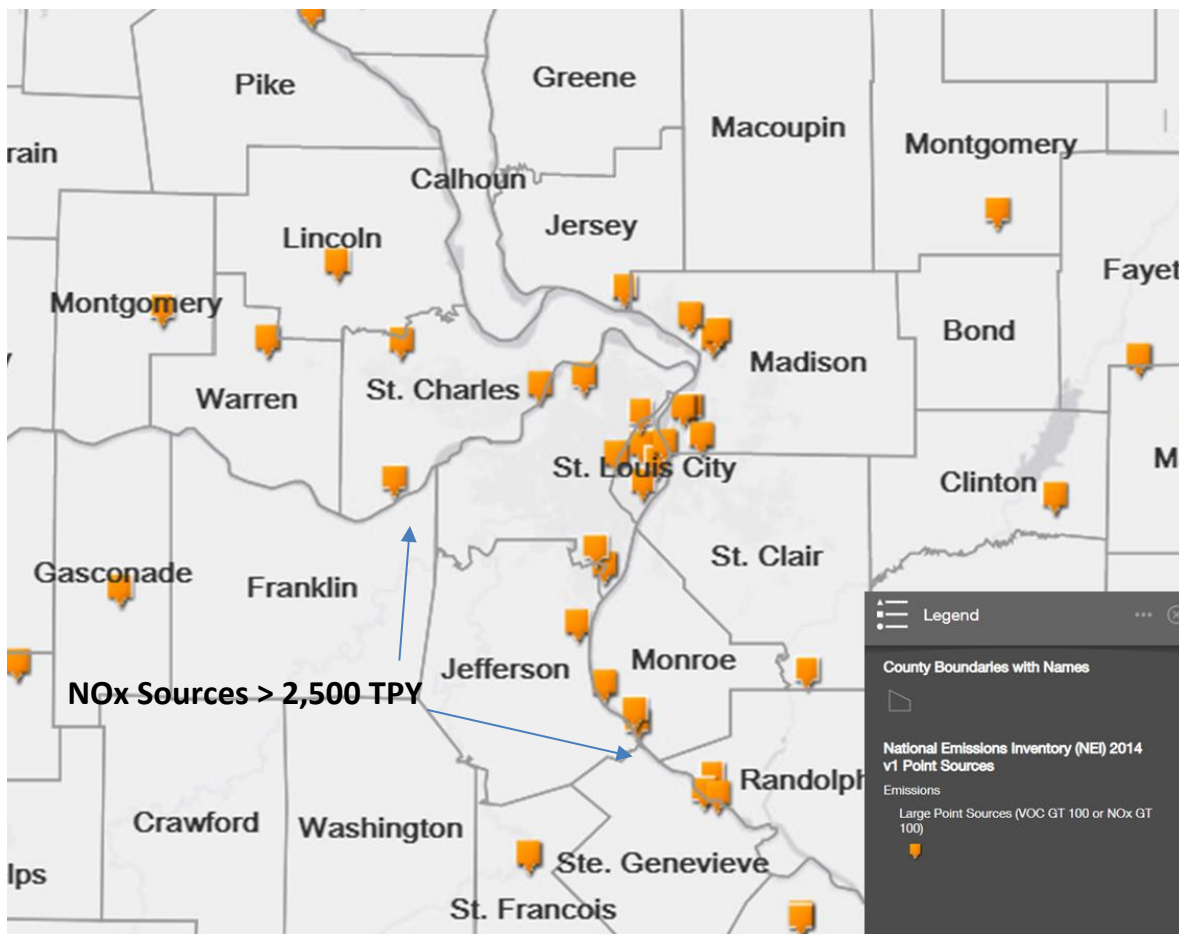 Pike
Greene
Macoupin
Montgomery
rain
Calhoun
Jersey
Lincoln
Fayet
Montgomery
Bond
Madison
St. Charles
Warren
M
St. Louis City
Clinton
St. Clair
Gasconade
Franklin
Jefferson
Monroe
NOx Sources > 2,500 TPY
Randolph
Crawford
Washington
Ste. Genevieve
lps
St. Francois
Legend
County Boundaries with Names
National Emissions Inventory (NEI) 2014
v1 Point Sources
Emissions
Large Point Sources (VOC GT 100 or NOx GT
100)